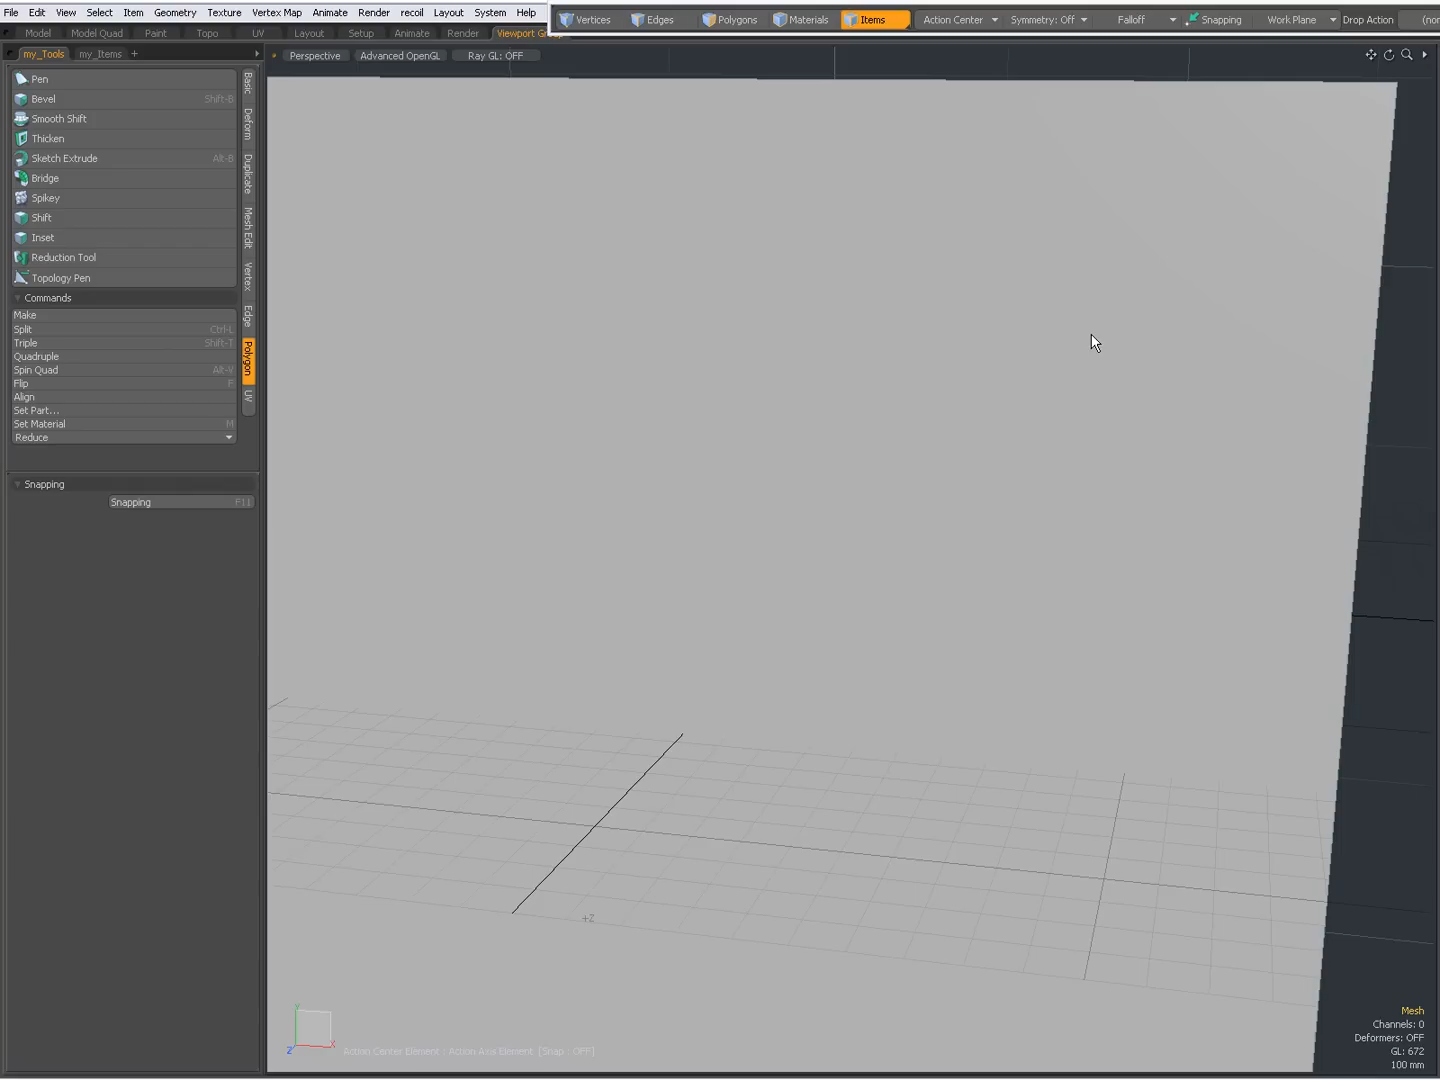 File Edit View Select Item Geometry Texture Vertex Map Animate Render recoil Layout System Help
Vertices Edges Polygons Materials Items Action Center Symmetry: Off Falloff Snapping Work Plane Drop Action (nor
Model Model Quad Paint Topo UV Layout Setup Animate Render Viewport Gro
my_Tools my_Items +
Perspective Advanced OpenGL Ray GL: OFF
Pen
Bevel Shift-B
Smooth Shift
Thicken
Sketch Extrude Alt-B
Bridge
Spikey
Shift
Inset
Reduction Tool
Topology Pen
Commands
Make
Split Ctrl-L
Triple Shift-T
Quadruple
Spin Quad Alt-V
Flip F
Align
Set Part...
Set Material M
Reduce
Basic
Deform
Duplicate
Mesh Edit
Vertex
Edge
Polygon
UV
Snapping
Snapping F11
+Z
Y
Z
X
Action Center Element : Action Axis Element [Snap : OFF]
Mesh
Channels: 0
Deformers: OFF
GL: 672
100 mm